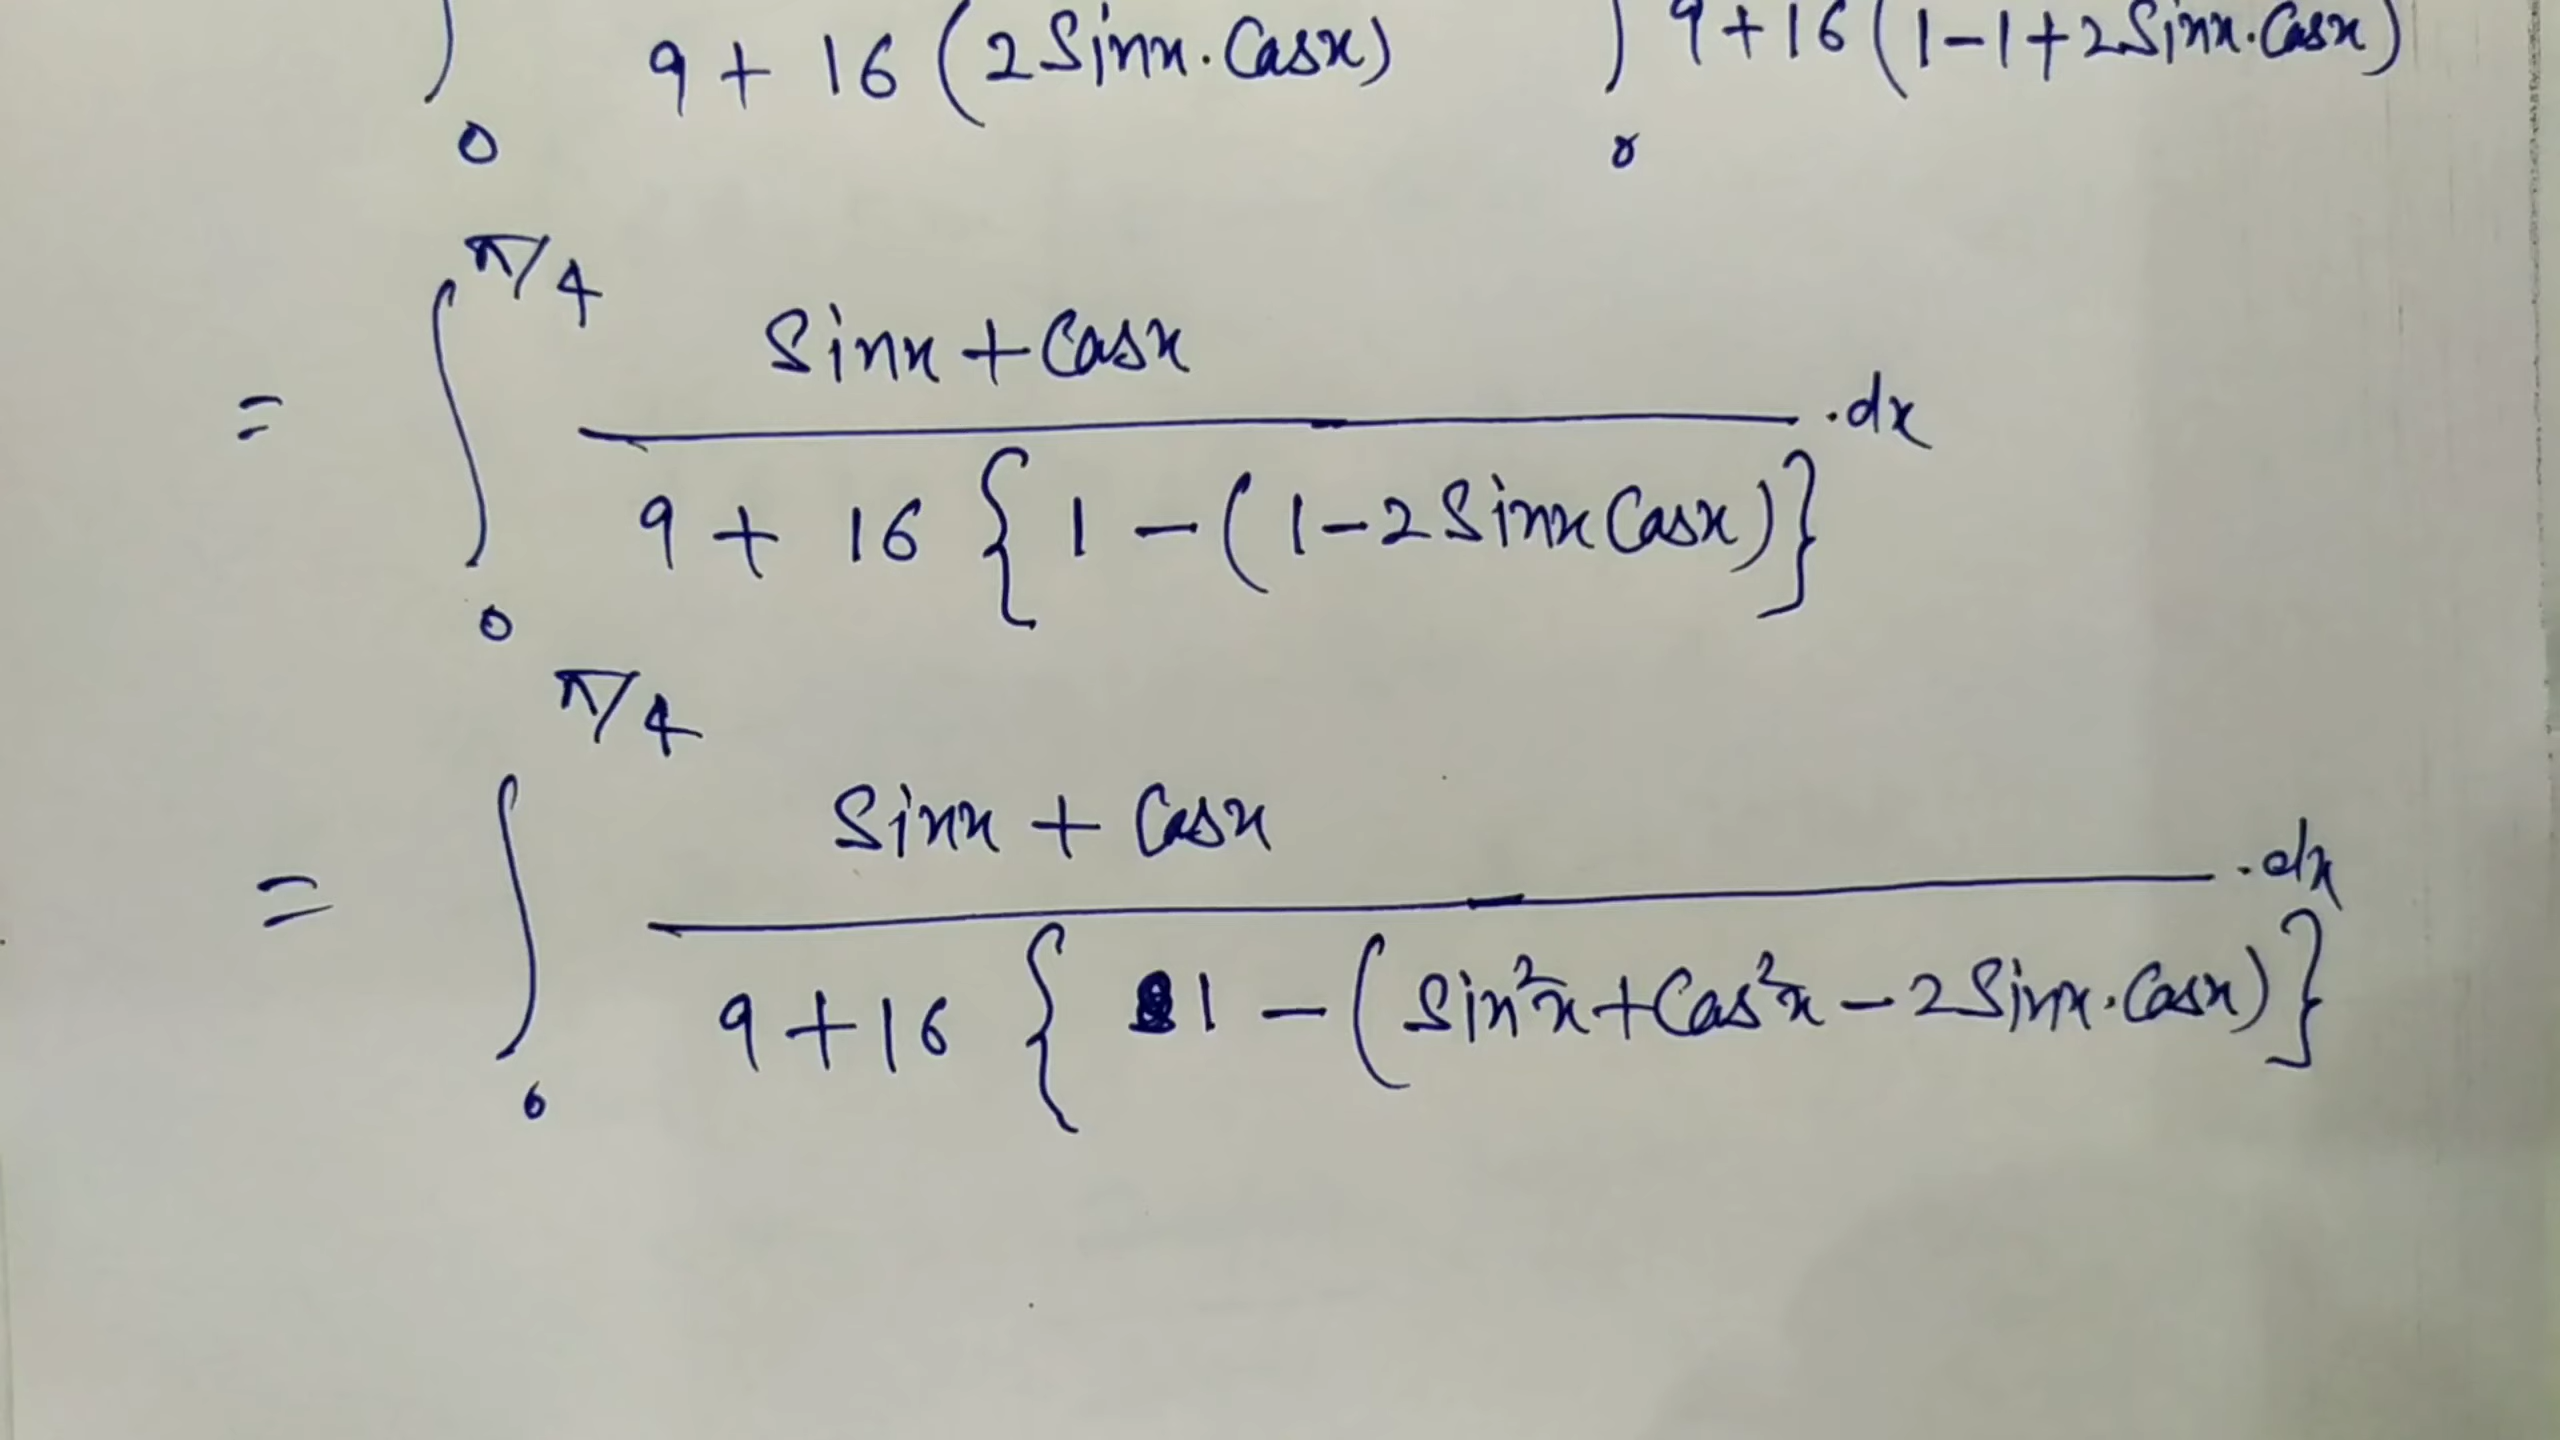 ∫₀ 9 + 16 (2 Sinx . Cosx) ∫₀ 9 + 16 (1 - 1 + 2 Sinx . Cosx)
= ∫₀^{π/4} (Sinx + Cosx) / (9 + 16 {1 - (1 - 2 Sinx Cosx)}) . dx
= ∫₀^{π/4} (Sinx + Cosx) / (9 + 16 {1 - (Sin²x + Cos²x - 2 Sinx . Cosx)}) . dx